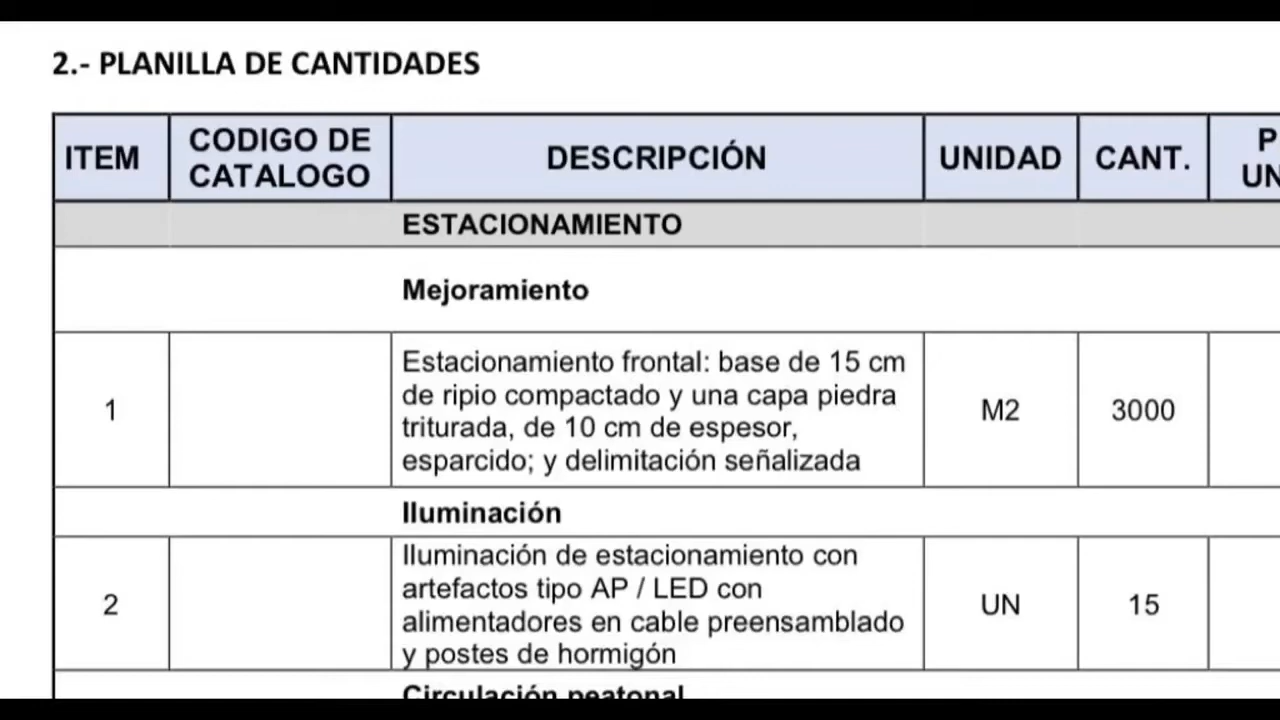 2.- PLANILLA DE CANTIDADES
ITEM
CODIGO DE
CATALOGO
DESCRIPCIÓN
UNIDAD
CANT.
P
UN
ESTACIONAMIENTO
Mejoramiento
1
Estacionamiento frontal: base de 15 cm
de ripio compactado y una capa piedra
triturada, de 10 cm de espesor,
esparcido; y delimitación señalizada
M2
3000
Iluminación
2
Iluminación de estacionamiento con
artefactos tipo AP / LED con
alimentadores en cable preensamblado
y postes de hormigón
UN
15
Circulación peatonal